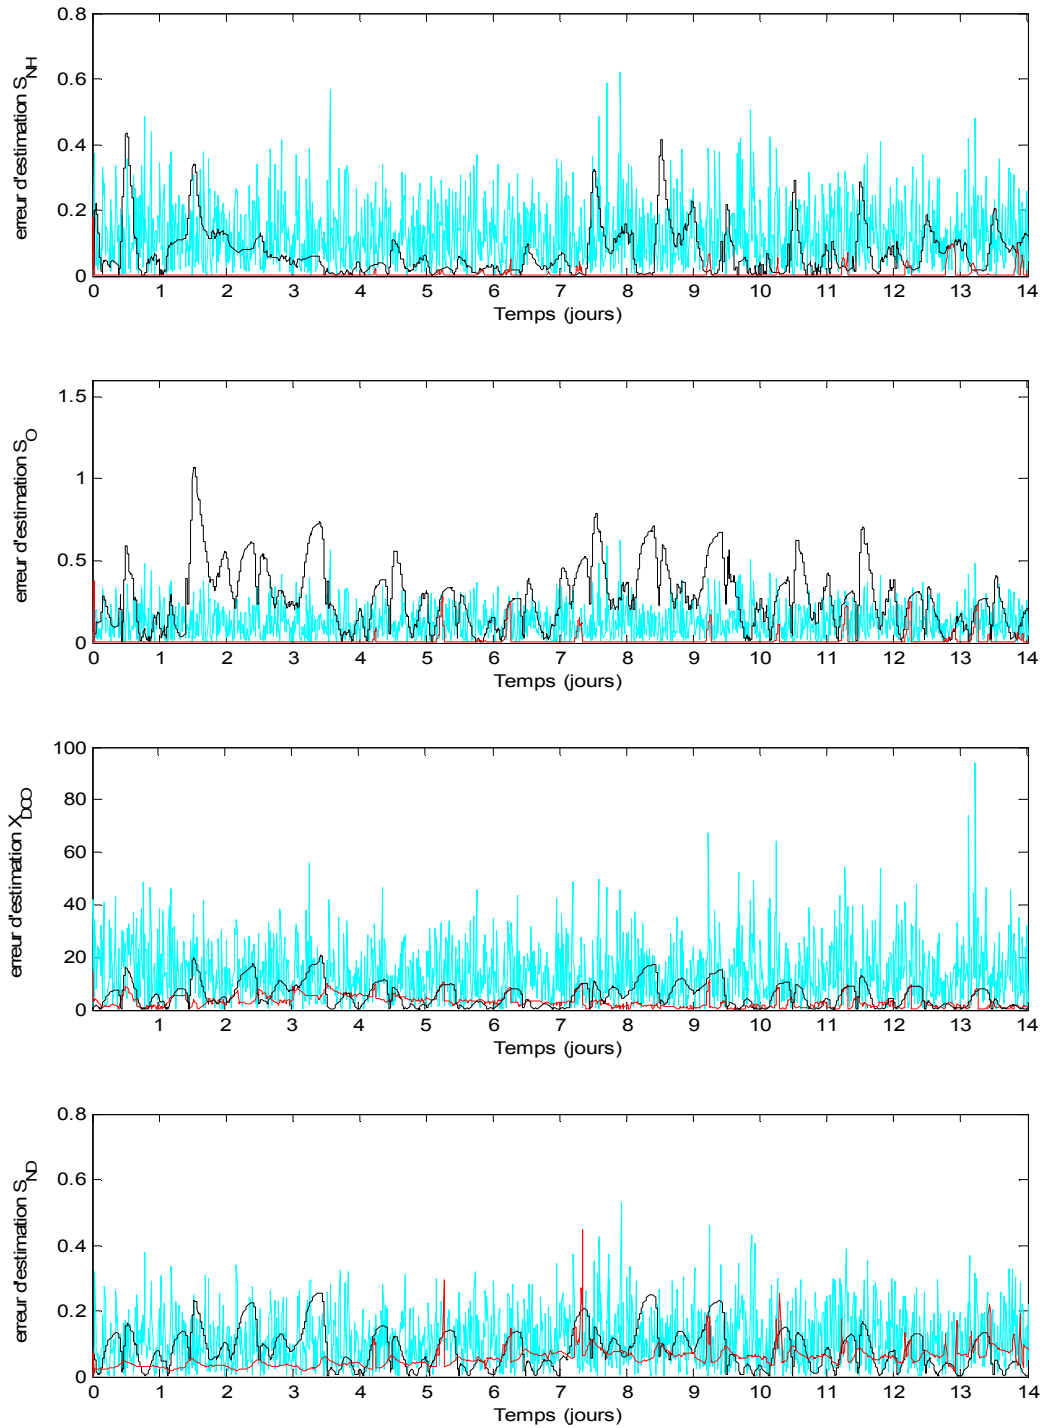 0.8
0.6
0.4
0.2
0
erreur d'estimation S_NH
0 1 2 3 4 5 6 7 8 9 10 11 12 13 14
Temps (jours)
1.5
1
0.5
0
erreur d'estimation S_O
0 1 2 3 4 5 6 7 8 9 10 11 12 13 14
Temps (jours)
100
80
60
40
20
0
erreur d'estimation X_DCO
1 2 3 4 5 6 7 8 9 10 11 12 13 14
Temps (jours)
0.8
0.6
0.4
0.2
0
erreur d'estimation S_ND
0 1 2 3 4 5 6 7 8 9 10 11 12 13 14
Temps (jours)